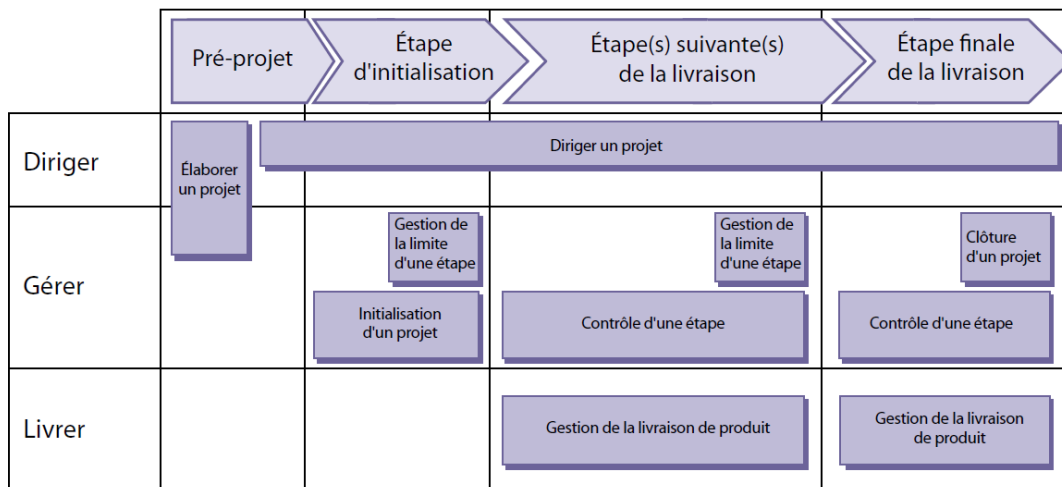 Pré-projet
Étape
d'initialisation
Étape(s) suivante(s)
de la livraison
Étape finale
de la livraison
Diriger
Élaborer
un projet
Diriger un projet
Gérer
Gestion de
la limite
d'une étape
Gestion de
la limite
d'une étape
Clôture
d'un projet
Initialisation
d'un projet
Contrôle d'une étape
Contrôle d'une étape
Livrer
Gestion de la livraison de produit
Gestion de la livraison
de produit